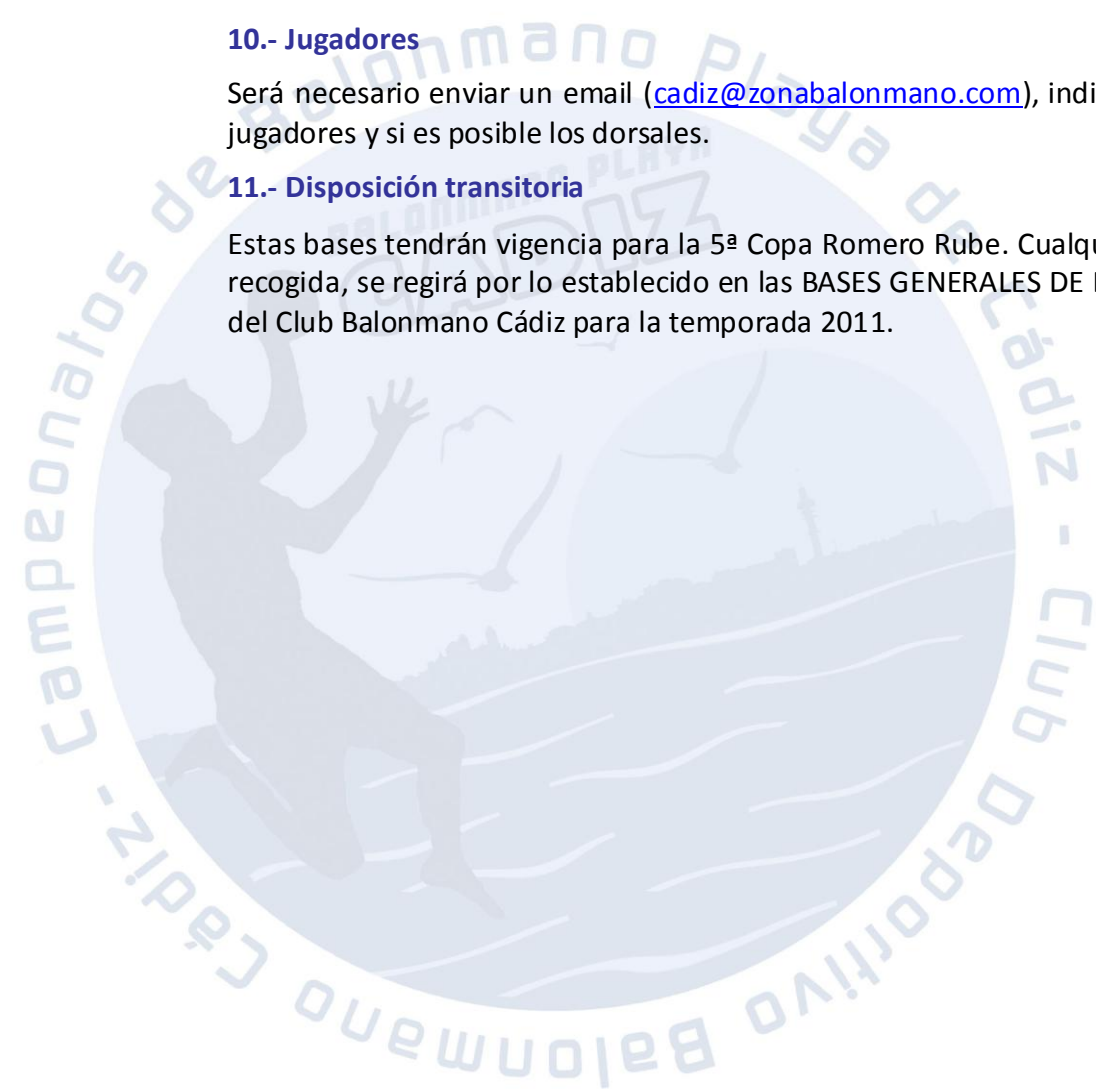 10.- Jugadores
Será necesario enviar un email (cadiz@zonabalonmano.com), indi
jugadores y si es posible los dorsales.
11.- Disposición transitoria
Estas bases tendrán vigencia para la 5ª Copa Romero Rube. Cualqu
recogida, se regirá por lo establecido en las BASES GENERALES DE
del Club Balonmano Cádiz para la temporada 2011.
Campeonatos de Balonmano Playa de Cádiz - Club Deportivo Balonmano Cádiz -
BALONMANO PLAYA
CADIZ